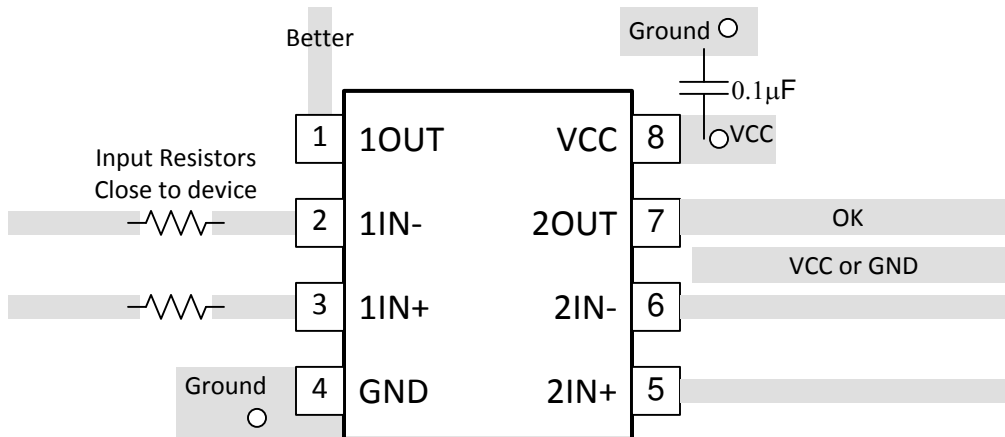 Better
Ground
0.1µF
1 1OUT VCC 8 VCC
Input Resistors
Close to device
2 1IN- 2OUT 7 OK
VCC or GND
3 1IN+ 2IN- 6
Ground 4 GND 2IN+ 5